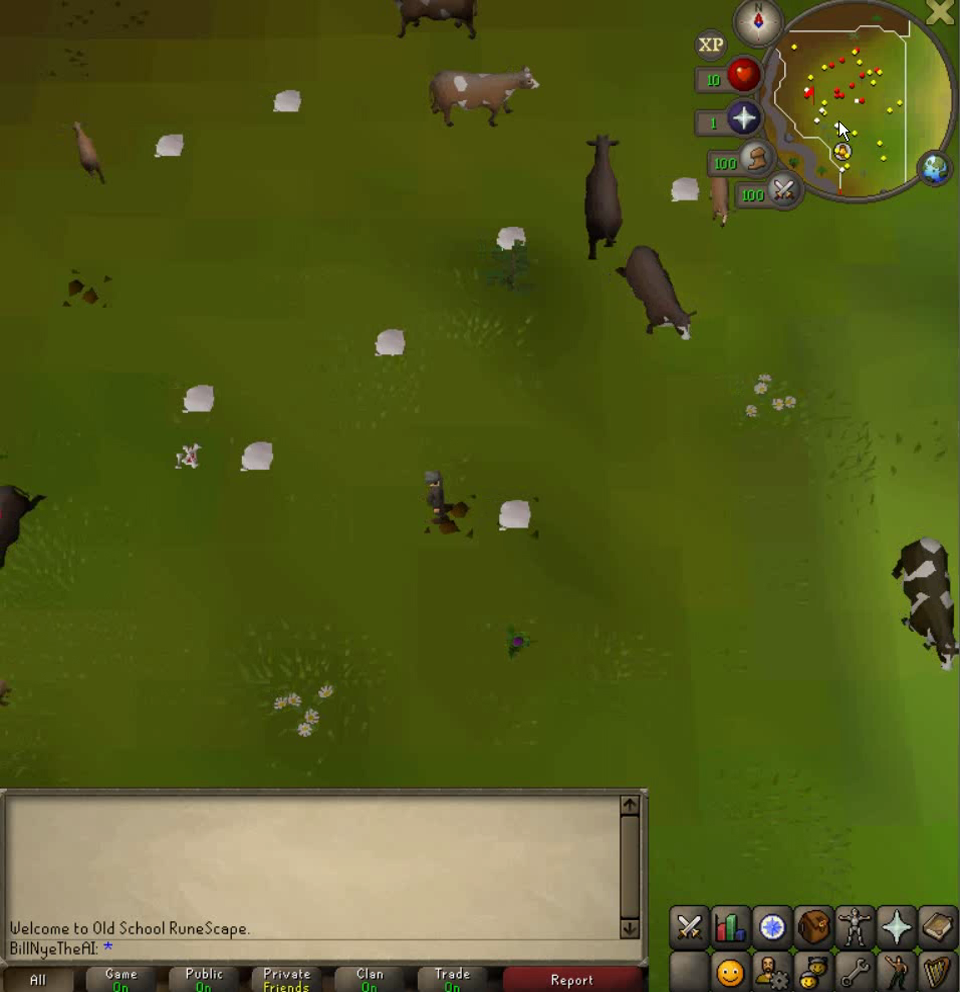 N
XP
10
1
100
100
Welcome to Old School RuneScape.
BillNyeTheAI: *
All
Game
On
Public
On
Private
Friends
Clan
On
Trade
On
Report